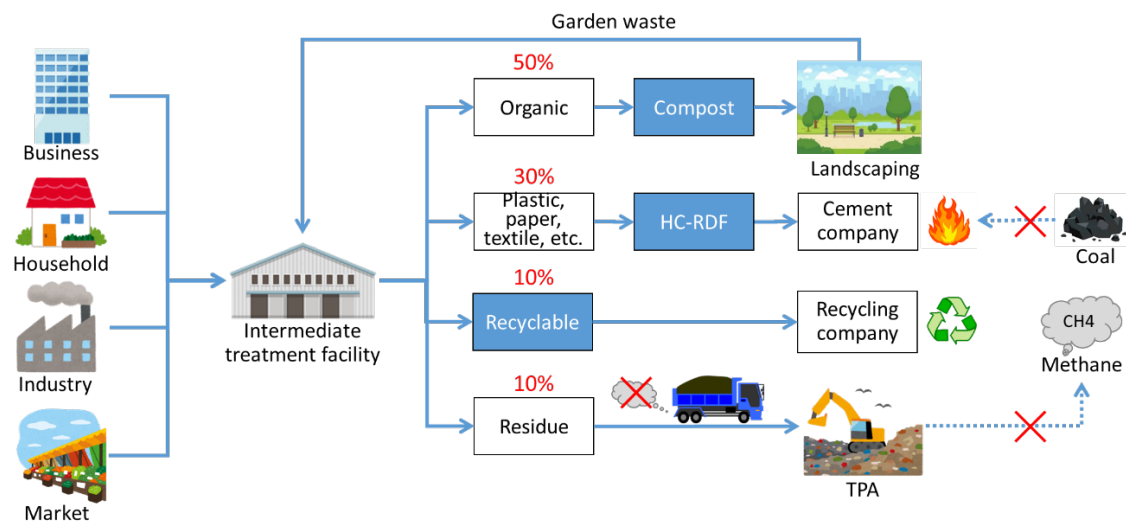 Garden waste
Business
Household
Industry
Market
Intermediate
treatment facility
50%
Organic
Compost
Landscaping
30%
Plastic,
paper,
textile, etc.
HC-RDF
Cement
company
Coal
10%
Recyclable
Recycling
company
CH4
Methane
10%
Residue
TPA